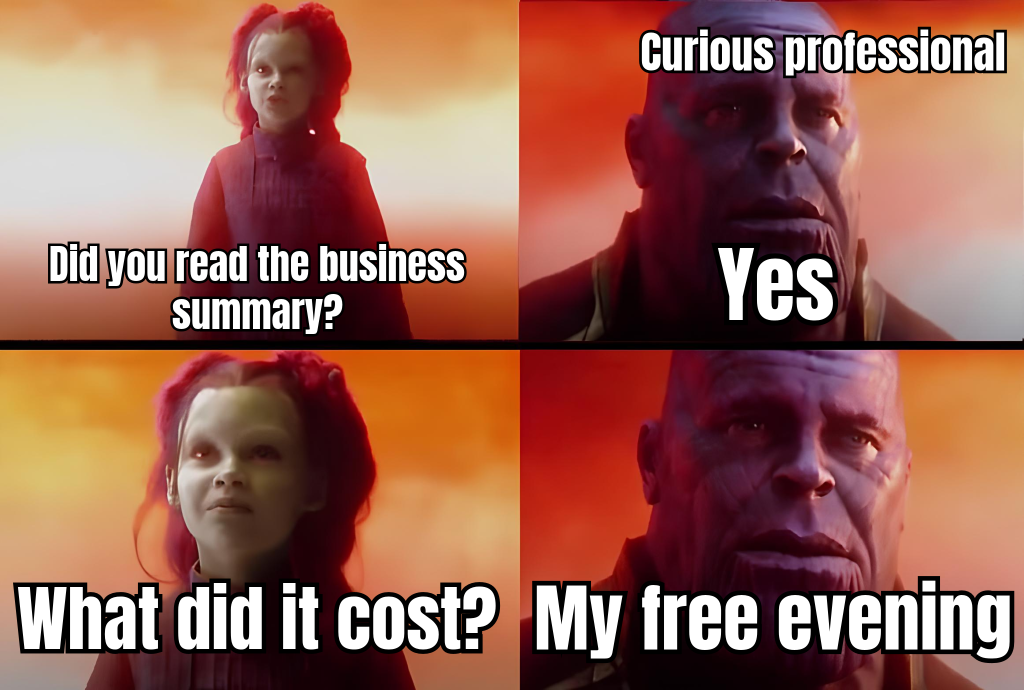 Did you read the business
summary?
Curious professional
Yes
What did it cost?
My free evening